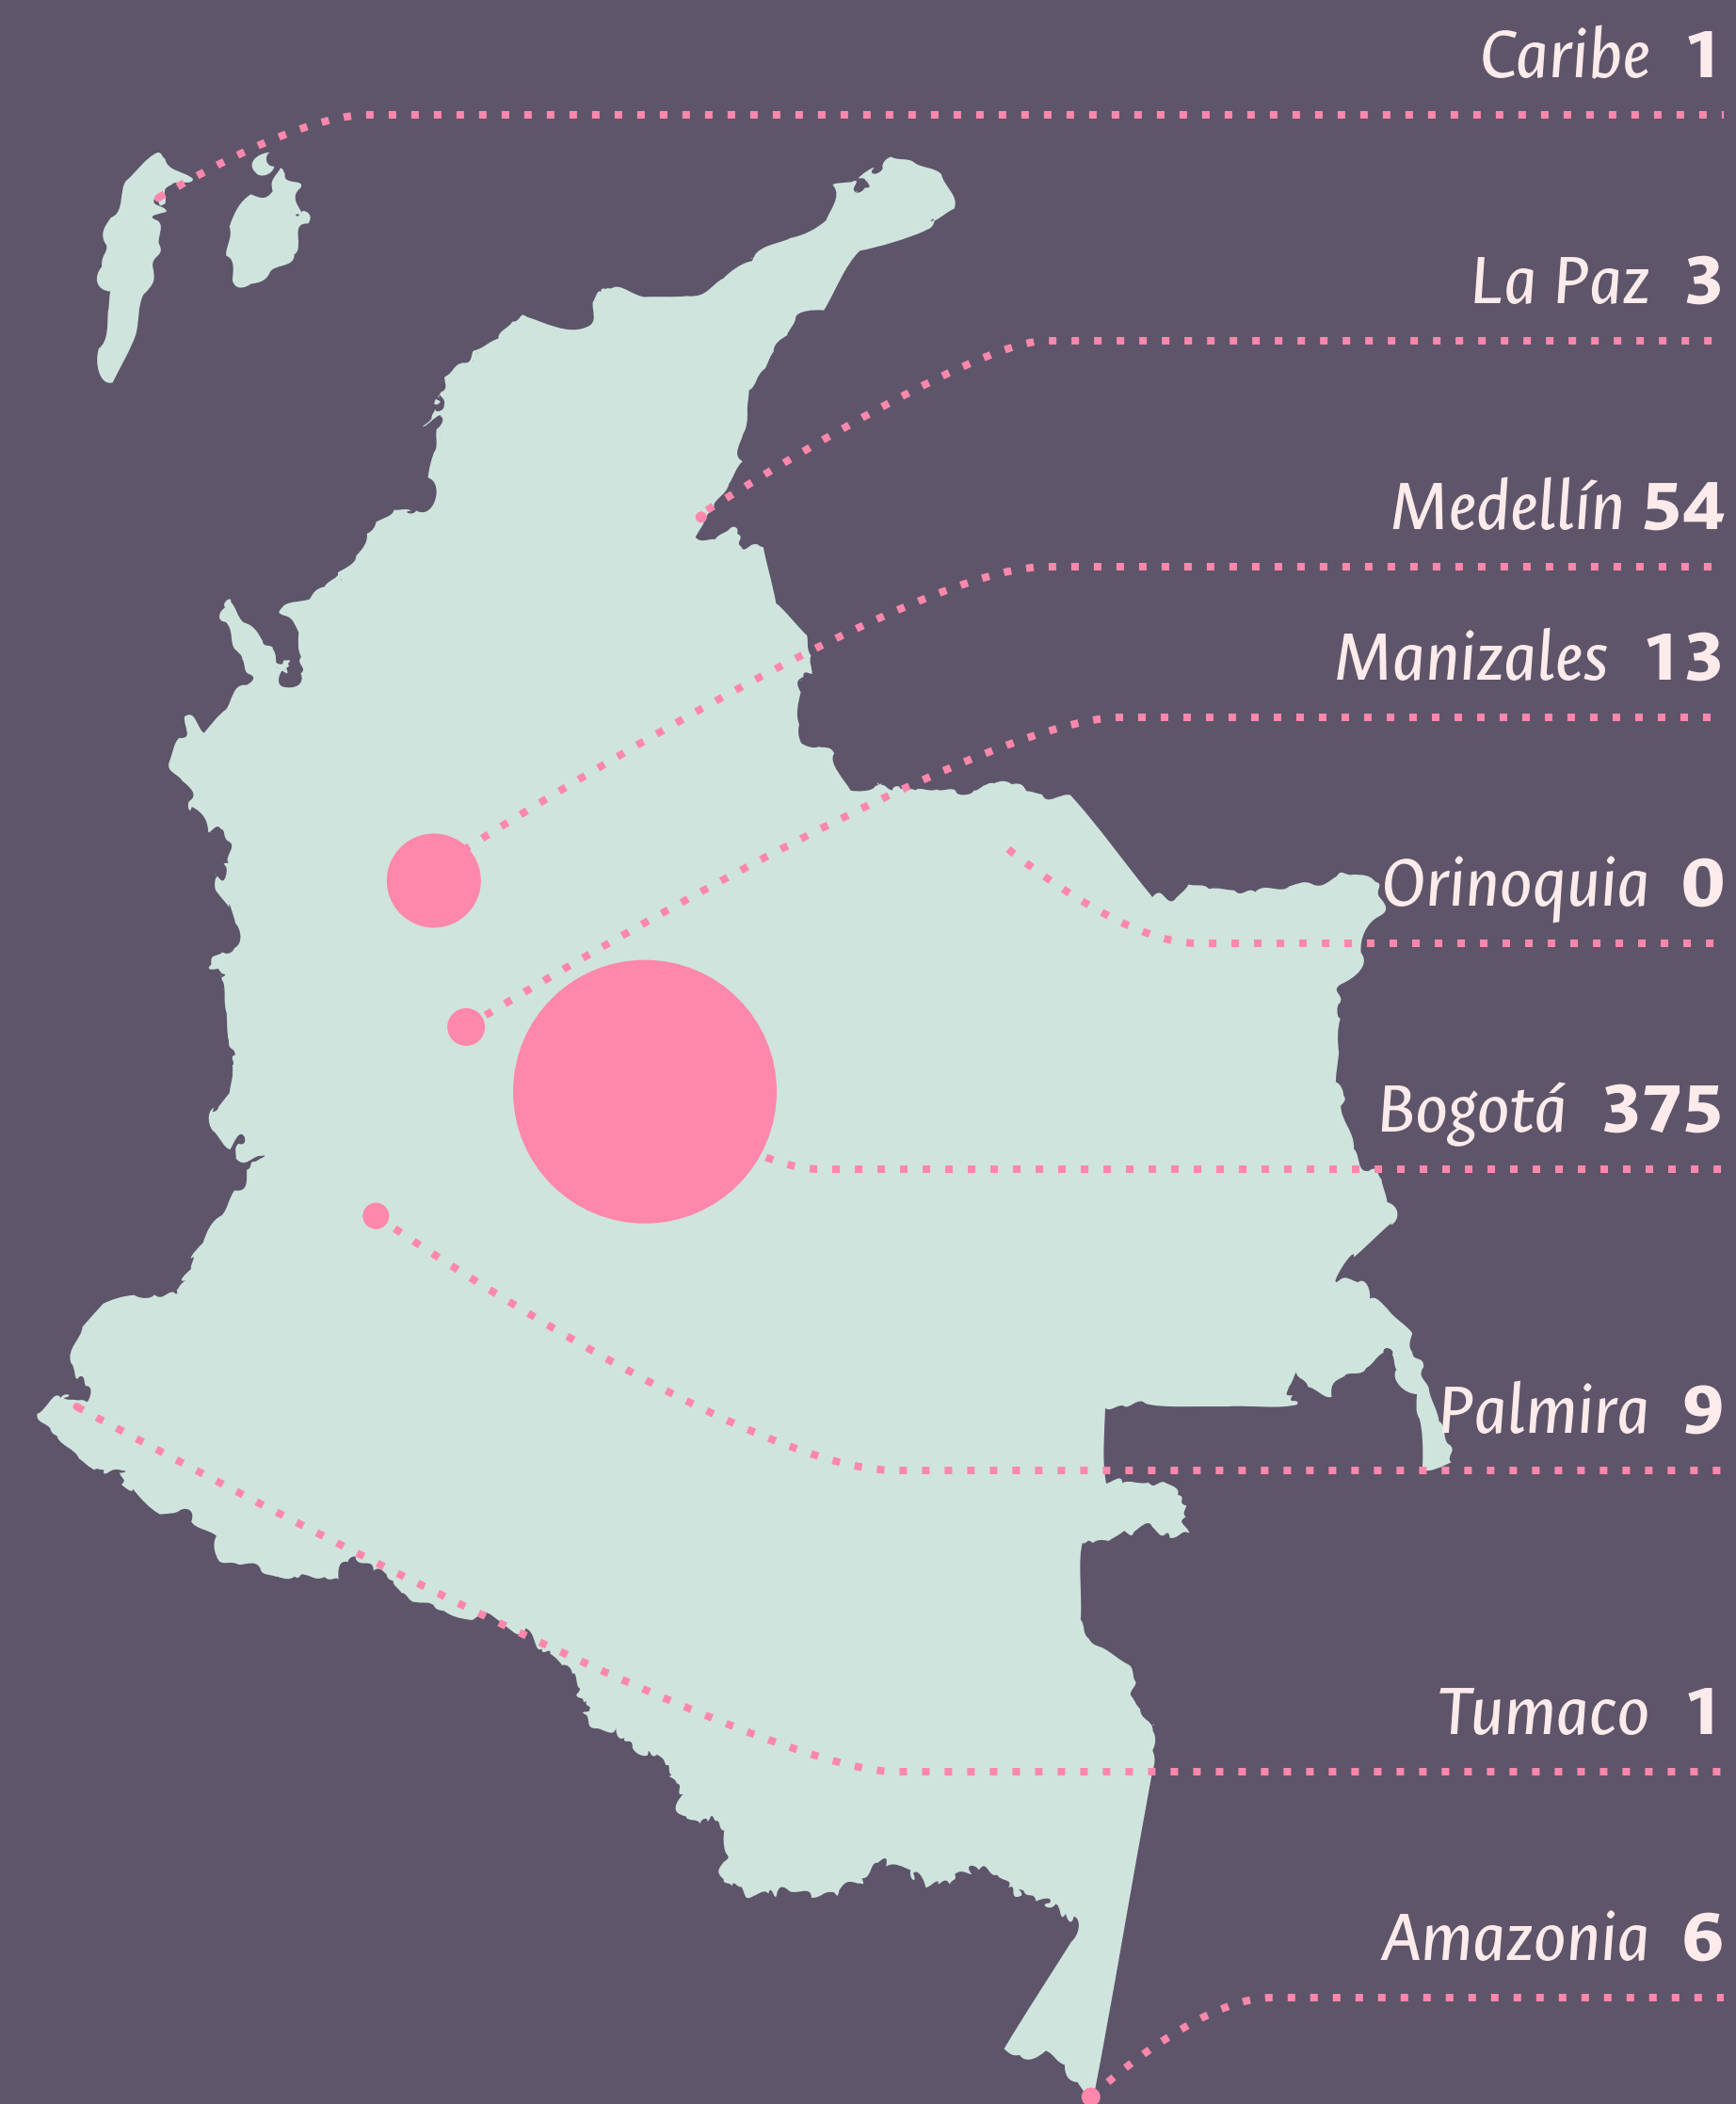 Caribe 1
La Paz 3
Medellín 54
Manizales 13
Orinoquia 0
Bogotá 375
Palmira 9
Tumaco 1
Amazonia 6